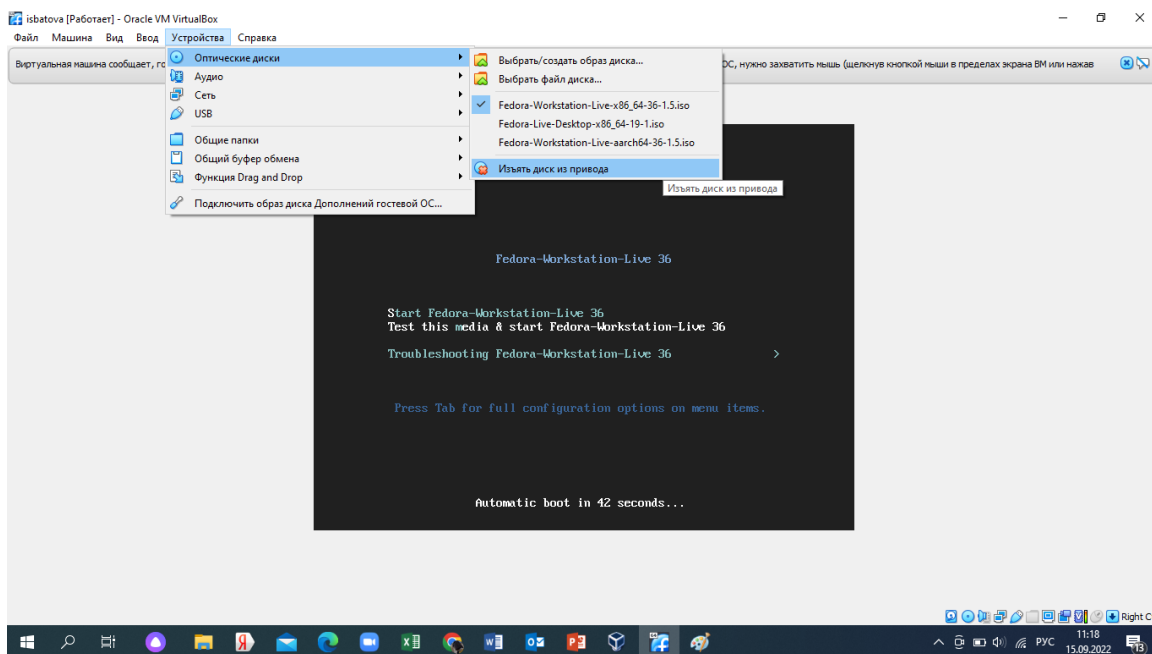 isbatova [Работает] - Oracle VM VirtualBox
Файл Машина Вид Ввод Устройства Справка
Виртуальная машина сообщает, го
ОС, нужно захватить мышь (щелкнув кнопкой мыши в пределах экрана ВМ или нажав
Оптические диски
Аудио
Сеть
USB
Общие папки
Общий буфер обмена
Функция Drag and Drop
Подключить образ диска Дополнений гостевой ОС...
Выбрать/создать образ диска...
Выбрать файл диска...
Fedora-Workstation-Live-x86_64-36-1.5.iso
Fedora-Live-Desktop-x86_64-19-1.iso
Fedora-Workstation-Live-aarch64-36-1.5.iso
Изъять диск из привода
Изъять диск из привода
Fedora-Workstation-Live 36
Start Fedora-Workstation-Live 36
Test this media & start Fedora-Workstation-Live 36
Troubleshooting Fedora-Workstation-Live 36 >
Press Tab for full configuration options on menu items.
Automatic boot in 42 seconds...
Right C
РУС
11:18
15.09.2022
13